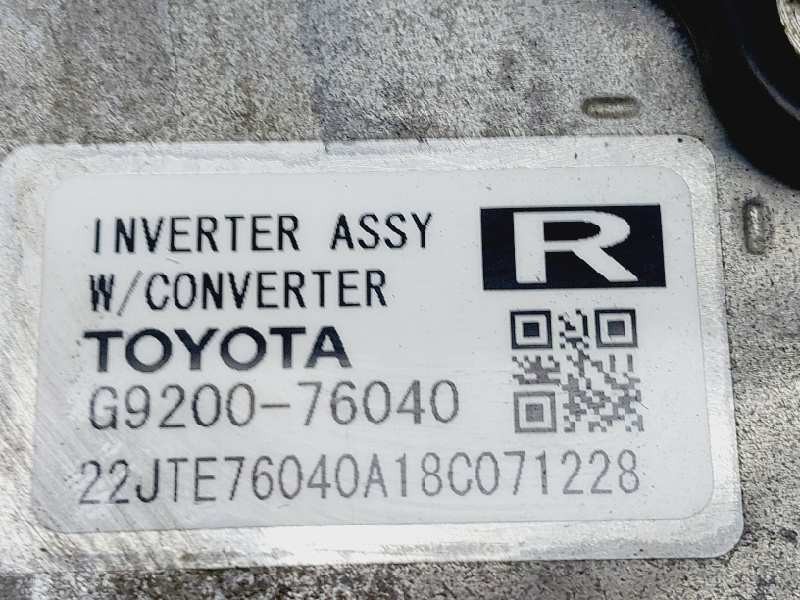 INVERTER ASSY
R
W/CONVERTER
TOYOTA
G9200-76040
22JTE76040A18C071228